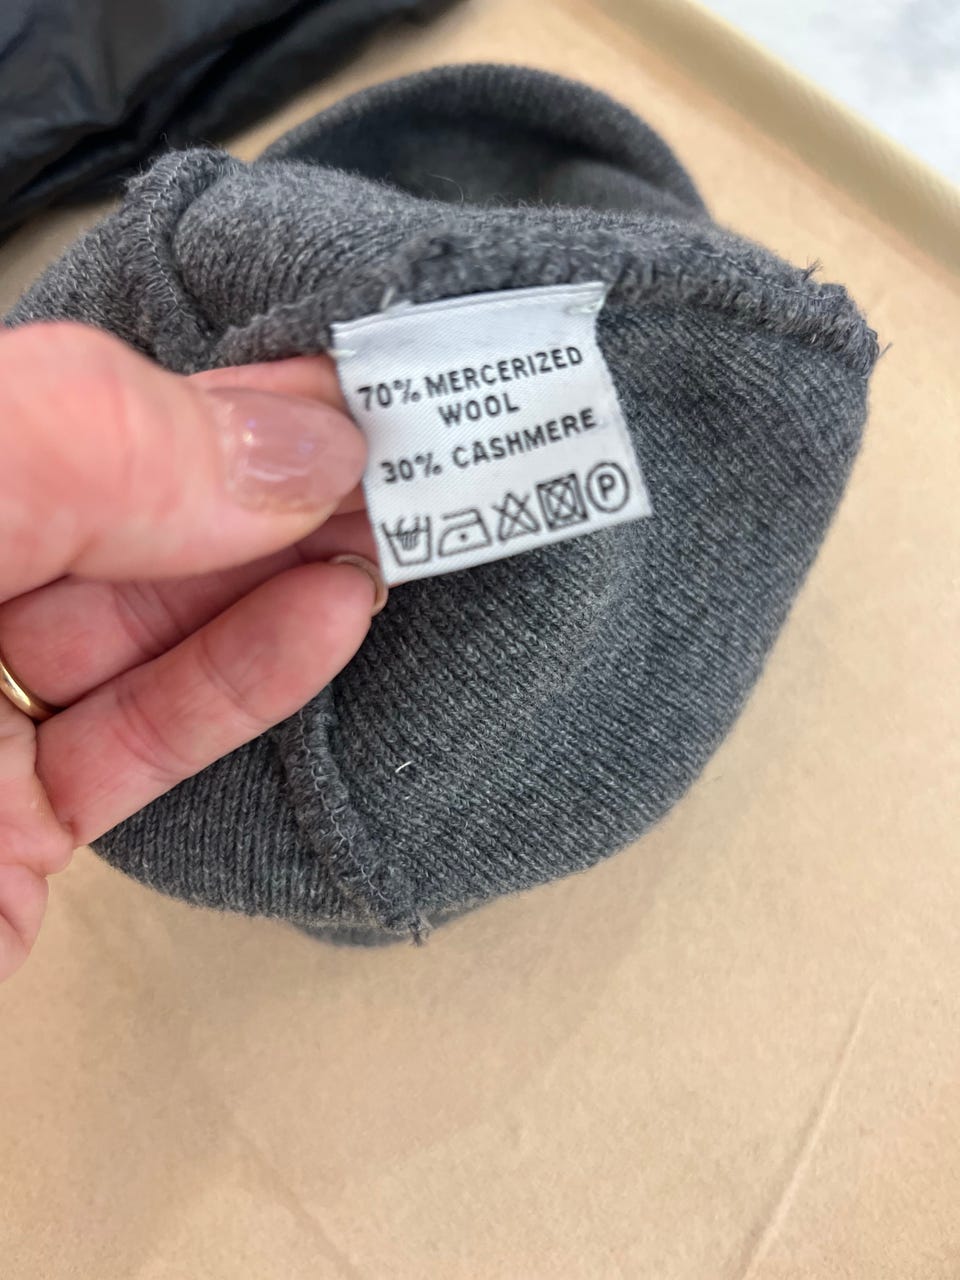 70% MERCERIZED
WOOL
30% CASHMERE
P